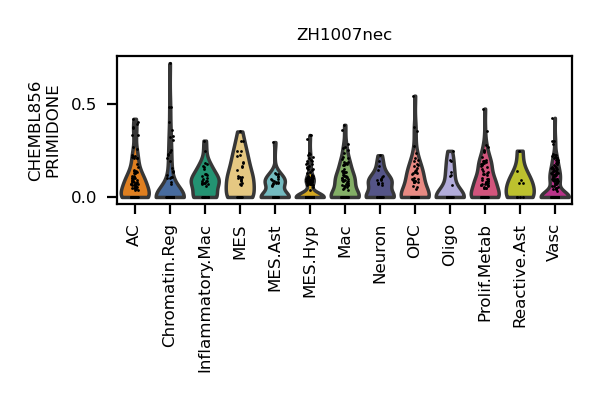 ZH1007nec
CHEMBL856
PRIMIDONE
0.5
0.0
AC
Chromatin.Reg
Inflammatory.Mac
MES
MES.Ast
MES.Hyp
Mac
Neuron
OPC
Oligo
Prolif.Metab
Reactive.Ast
Vasc